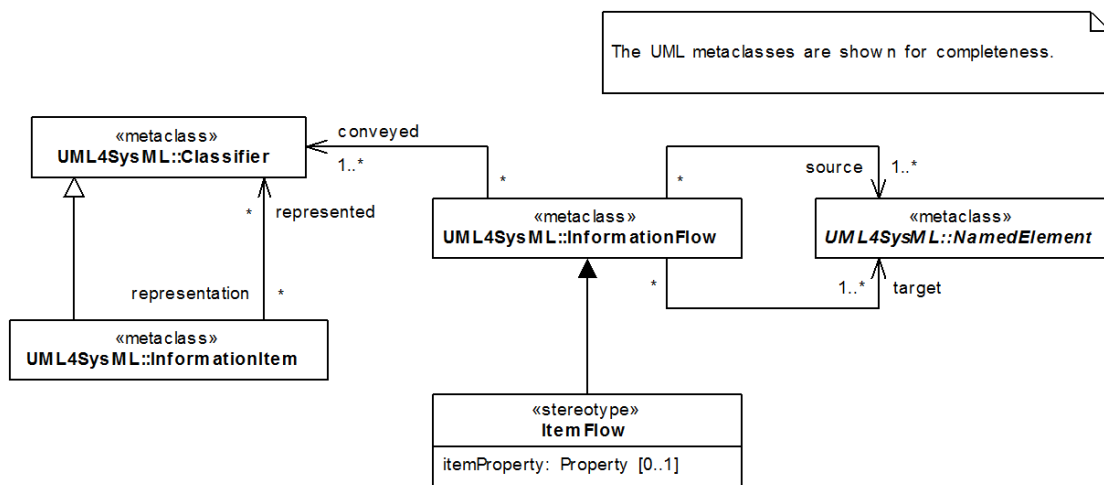 The UML metaclasses are shown for completeness.
«metaclass»
UML4SysML::Classifier
conveyed
1..*
*
source
1..*
*
* represented
«metaclass»
UML4SysML::InformationFlow
«metaclass»
UML4SysML::NamedElement
representation
*
*
1..*
target
«metaclass»
UML4SysML::InformationItem
«stereotype»
ItemFlow
itemProperty: Property [0..1]